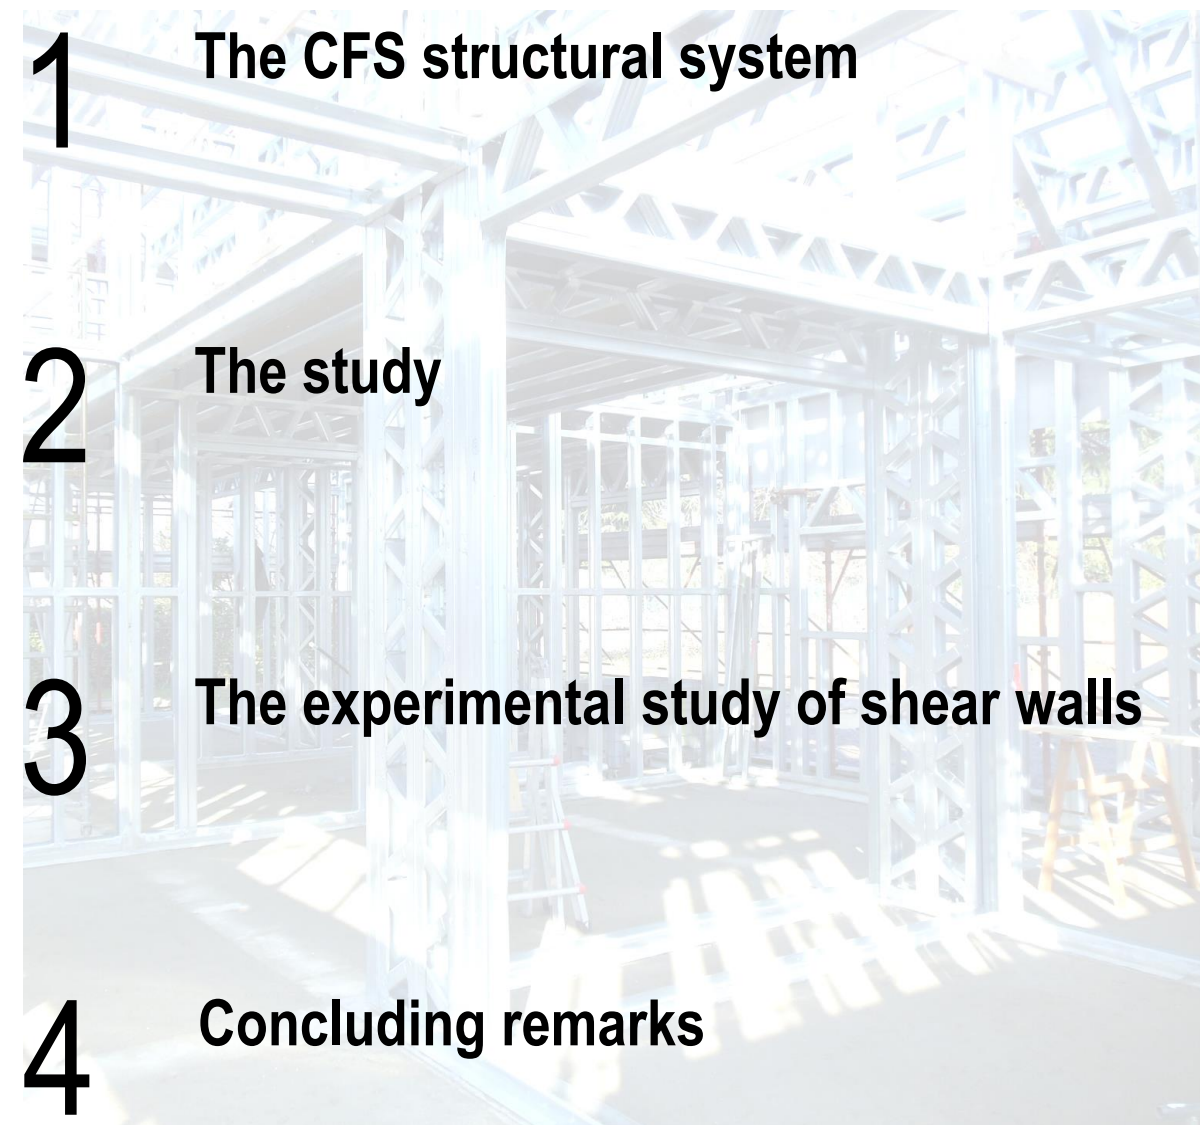 1 The CFS structural system
2 The study
3 The experimental study of shear walls
4 Concluding remarks